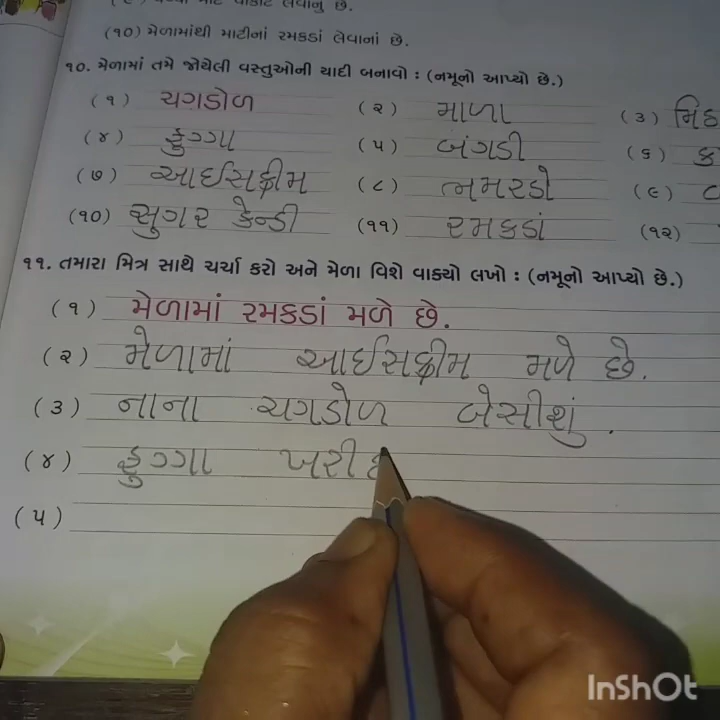 માટે વાકાટ લેવાનું છે.
(૧૦) મેળામાંથી માટીનાં રમકડાં લેવાનાં છે.
૧૦. મેળામાં તમે જોયેલી વસ્તુઓની યાદી બનાવો : (નમૂનો આપ્યો છે.)
(૧) ચગડોળ (૨) માળા (૩)
(૪) ફુગ્ગા (૫) બંગડી (૬)
(૭) આઈસક્રીમ (૮) ભમરડો (૯)
(૧૦) સુગર કેન્ડી (૧૧) રમકડાં (૧૨)
૧૧. તમારા મિત્ર સાથે ચર્ચા કરો અને મેળા વિશે વાક્યો લખો : (નમૂનો આપ્યો છે.)
(૧) મેળામાં રમકડાં મળે છે.
(૨) મેળામાં આઈસક્રીમ મળે છે.
(૩) નાના ચગડોળ બેસીશું.
(૪) ફુગ્ગા ખરીદ
(૫)
InShOt